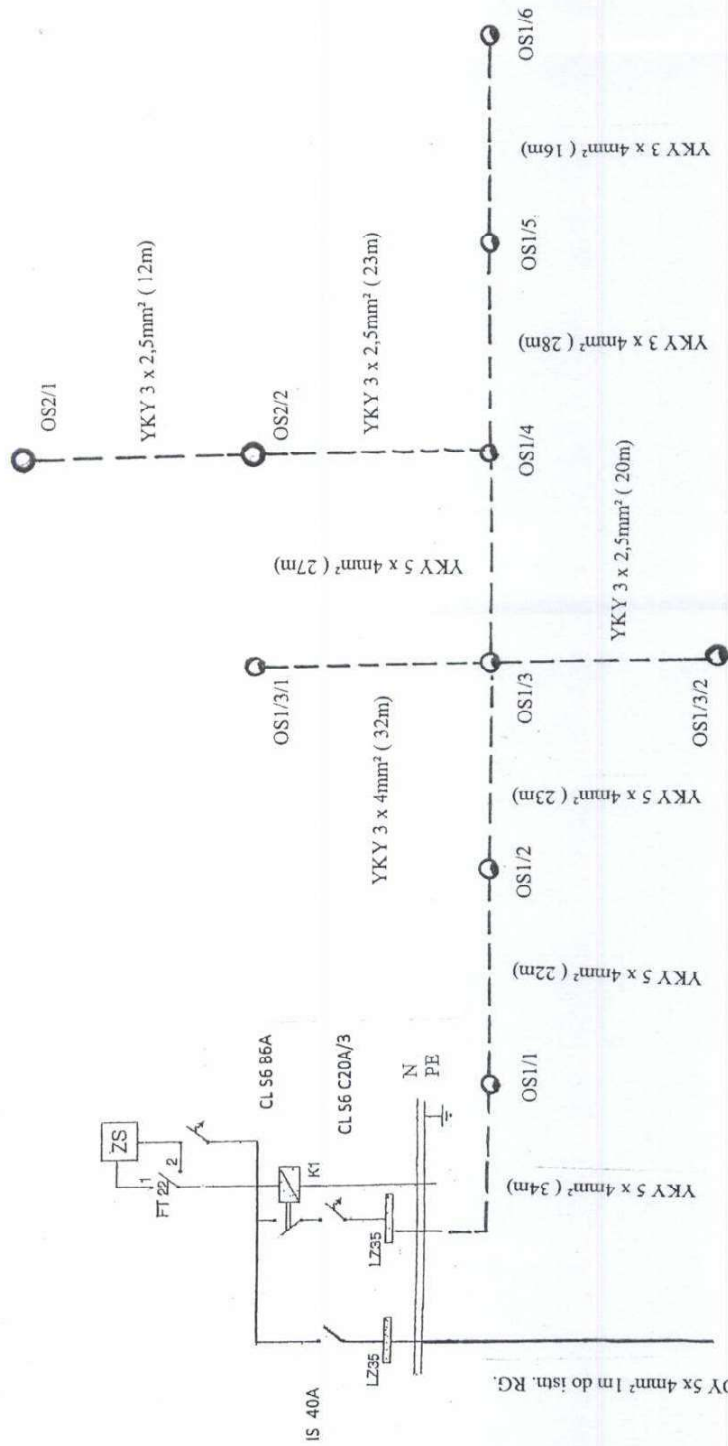 OS2/1
YKY 3 x 2,5mm² ( 12m)
OS2/2
YKY 3 x 2,5mm² ( 23m)
OS1/6
YKY 3 x 4mm² ( 16m)
OS1/5
YKY 3 x 4mm² ( 28m)
OS1/4
YKY 5 x 4mm² ( 27m)
YKY 3 x 2,5mm² ( 20m)
OS1/3/1
OS1/3
OS1/3/2
YKY 3 x 4mm² ( 32m)
YKY 5 x 4mm² ( 23m)
OS1/2
YKY 5 x 4mm² ( 22m)
OS1/1
YKY 5 x 4mm² ( 34m)
ZS
1
2
FT 22
CL S6 B6A
K1
CL S6 C20A/3
LZ35
N
PE
IS 40A
LZ35
5x 4mm² 1m do istn. RG.